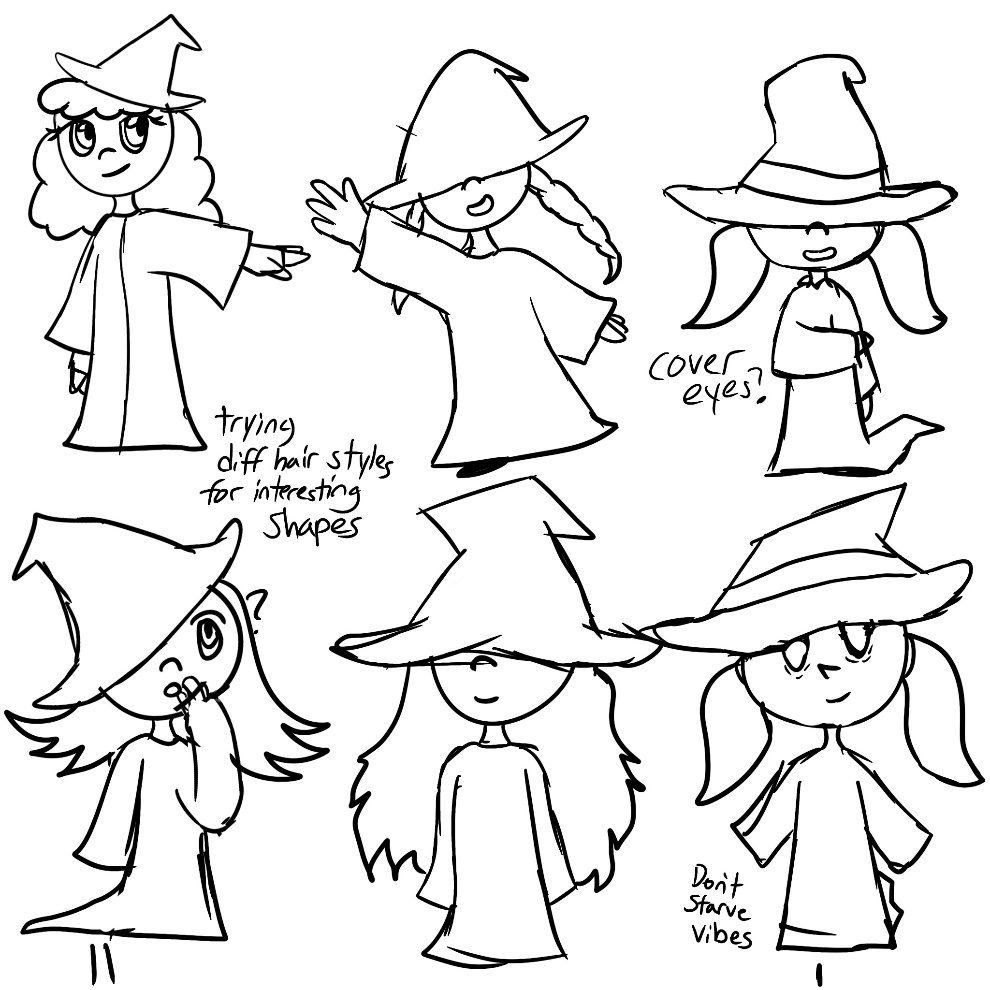 cover
eyes?
trying
diff hair styles
for interesting
shapes
?
Don't
Starve
Vibes